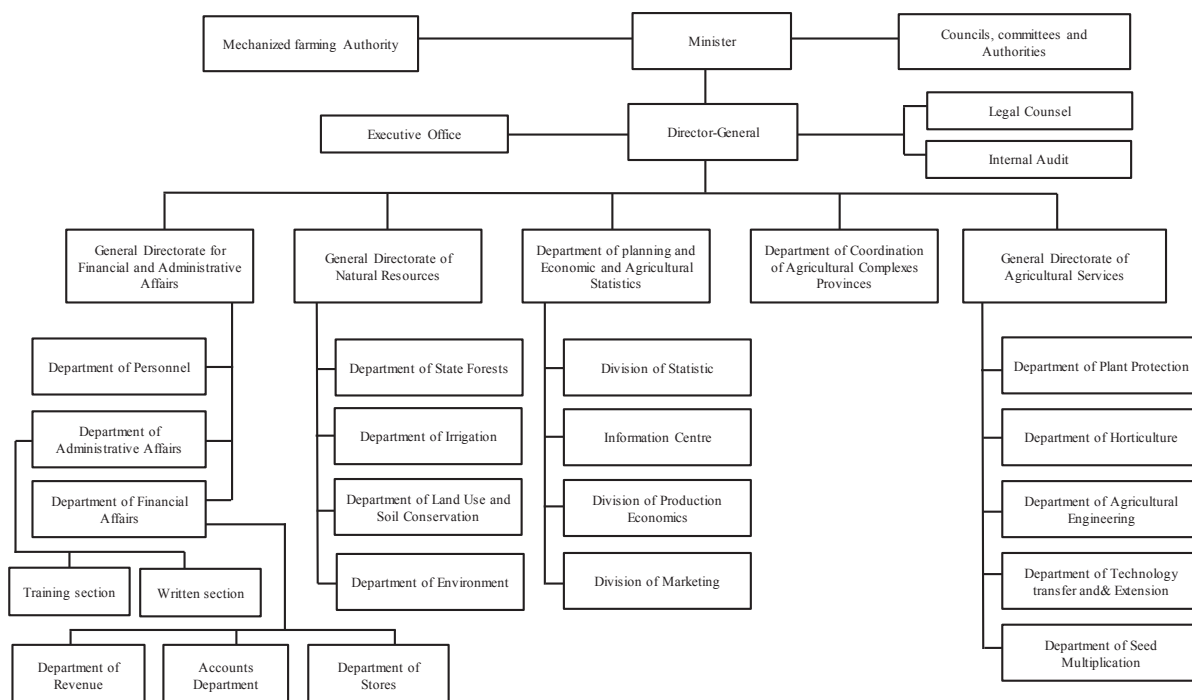 Mechanized farming Authority
Minister
Councils, committees and
Authorities
Executive Office
Director-General
Legal Counsel
Internal Audit
General Directorate for
Financial and Administrative
Affairs
General Directorate of
Natural Resources
Department of planning and
Economic and Agricultural
Statistics
Department of Coordination
of Agricultural Complexes
Provinces
General Directorate of
Agricultural Services
Department of Personnel
Department of
Administrative Affairs
Department of Financial
Affairs
Training section
Written section
Department of
Revenue
Accounts
Department
Department of
Stores
Department of State Forests
Department of Irrigation
Department of Land Use and
Soil Conservation
Department of Environment
Division of Statistic
Information Centre
Division of Production
Economics
Division of Marketing
Department of Plant Protection
Department of Horticulture
Department of Agricultural
Engineering
Department of Technology
transfer and& Extension
Department of Seed
Multiplication